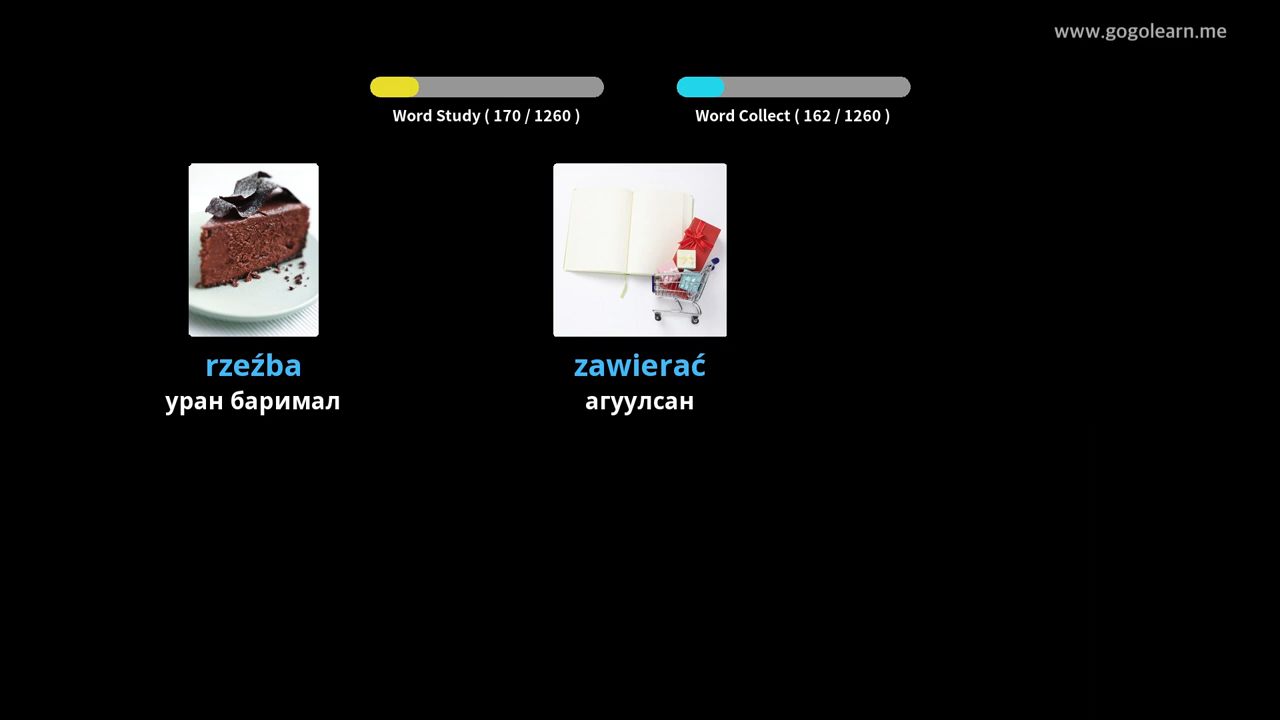 www.gogolearn.me
Word Study ( 170 / 1260 )
Word Collect ( 162 / 1260 )
rzeźba
уран баримал
zawierać
агуулсан